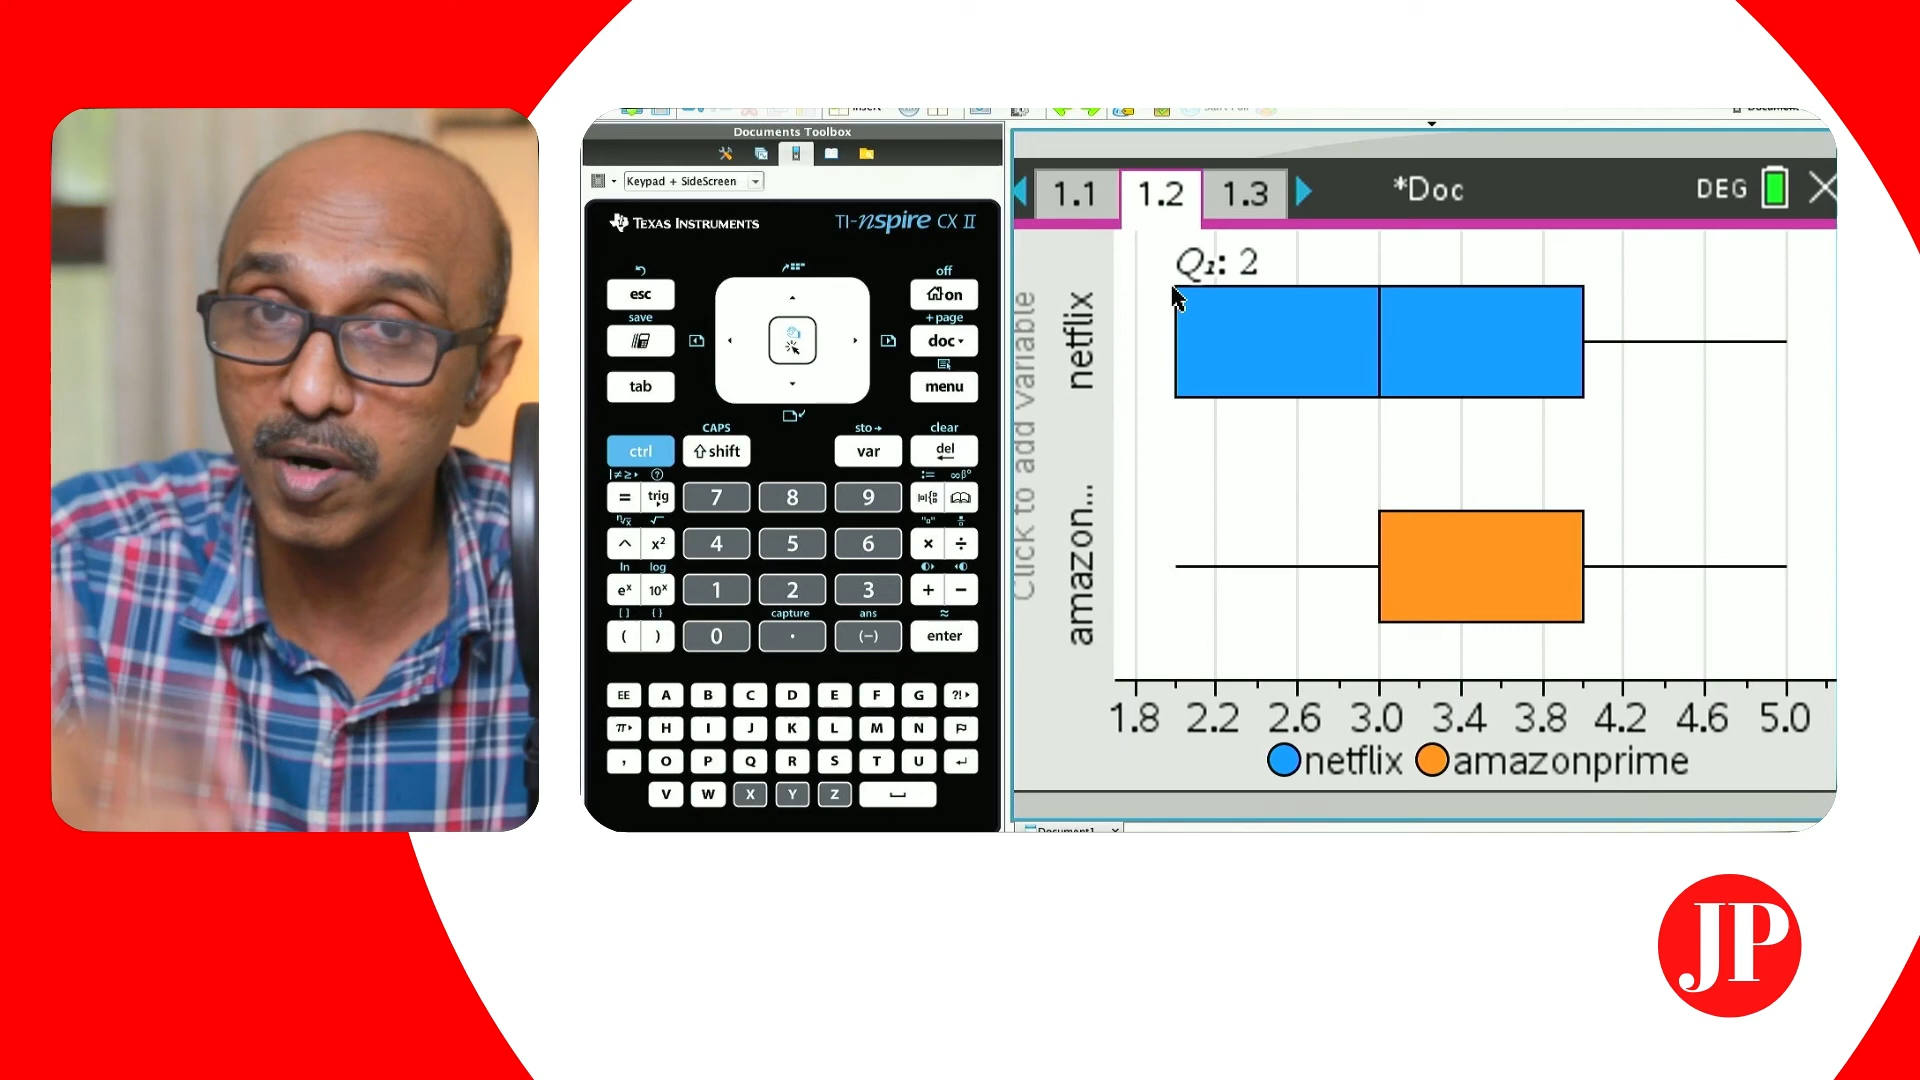 Documents Toolbox
Keypad + SideScreen
TEXAS INSTRUMENTS
TI-nspire CX II
off
esc
on
save
+page
doc
tab
menu
CAPS
sto→
clear
ctrl
⇧shift
var
del
|≠≥▸
?
:=
∞β°
=
trig
7
8
9
ⁿ√x
√
"□"
^
x²
4
5
6
×
÷
ln
log
eˣ
10ˣ
1
2
3
+
−
[ ]
{ }
capture
ans
≈
(
)
0
.
(−)
enter
EE
A
B
C
D
E
F
G
?!▸
π▸
H
I
J
K
L
M
N
,
O
P
Q
R
S
T
U
↵
V
W
X
Y
Z
1.1
1.2
1.3
*Doc
DEG
Q₁: 2
Click to add variable
netflix
amazon...
1.8 2.2 2.6 3.0 3.4 3.8 4.2 4.6 5.0
netflix amazonprime
JP